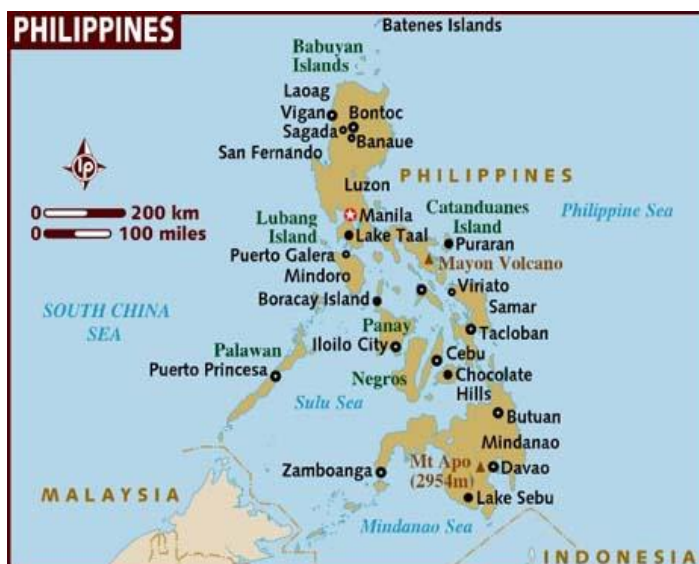 PHILIPPINES
Batenes Islands
Babuyan
Islands
Laoag
Vigan
Bontoc
Sagada
Banaue
San Fernando
PHILIPPINES
Luzon
lp
0 200 km
0 100 miles
Manila
Catanduanes
Island
Philippine Sea
Lubang
Island
Lake Taal
Puraran
Puerto Galera
Mayon Volcano
Mindoro
Viriato
Samar
Boracay Island
SOUTH CHINA
SEA
Panay
Tacloban
Iloilo City
Palawan
Cebu
Puerto Princesa
Negros
Chocolate
Hills
Sulu Sea
Butuan
Mindanao
Zamboanga
Mt Apo
(2954m)
Davao
MALAYSIA
Lake Sebu
Mindanao Sea
INDONESIA